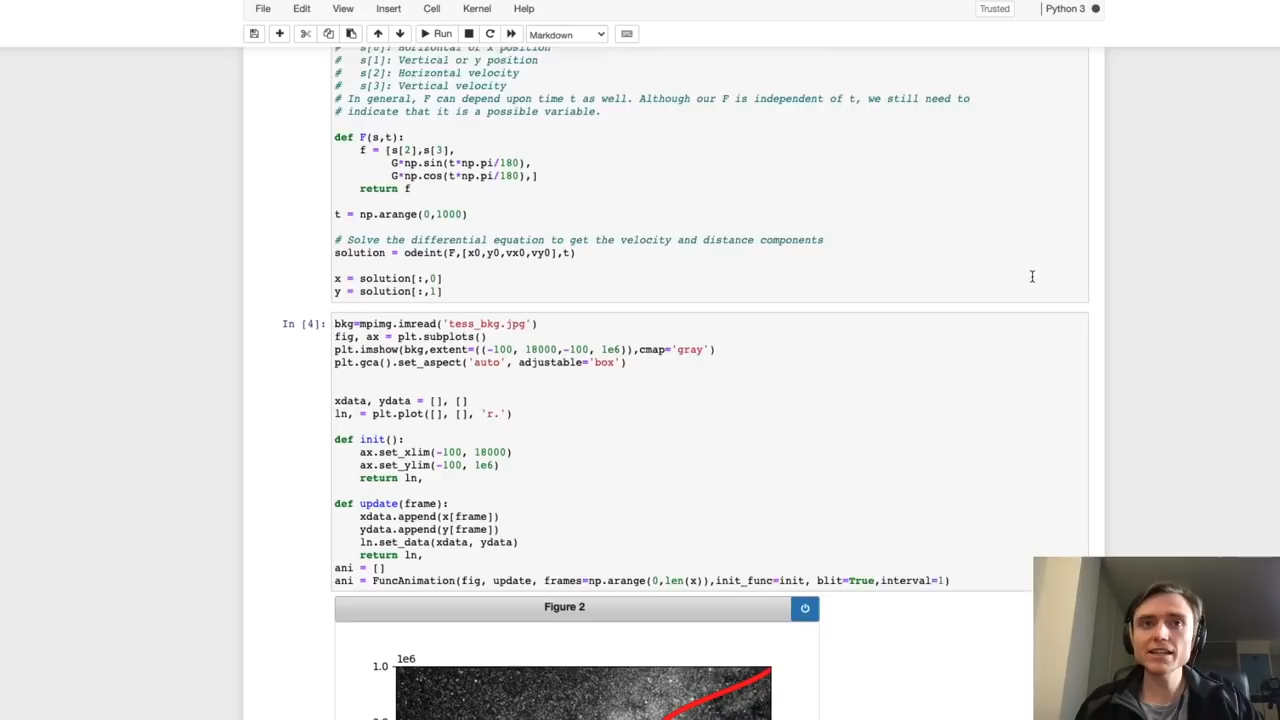 File Edit View Insert Cell Kernel Help Trusted Python 3
Run Markdown
# s[0]: Horizontal or x position
# s[1]: Vertical or y position
# s[2]: Horizontal velocity
# s[3]: Vertical velocity
# In general, F can depend upon time t as well. Although our F is independent of t, we still need to
# indicate that it is a possible variable.
def F(s,t):
f = [s[2],s[3],
G*np.sin(t*np.pi/180),
G*np.cos(t*np.pi/180),]
return f
t = np.arange(0,1000)
# Solve the differential equation to get the velocity and distance components
solution = odeint(F,[x0,y0,vx0,vy0],t)
x = solution[:,0]
y = solution[:,1]
In [4]: bkg=mpimg.imread('tess_bkg.jpg')
fig, ax = plt.subplots()
plt.imshow(bkg,extent=((-100, 18000,-100, 1e6)),cmap='gray')
plt.gca().set_aspect('auto', adjustable='box')
xdata, ydata = [], []
ln, = plt.plot([], [], 'r.')
def init():
ax.set_xlim(-100, 18000)
ax.set_ylim(-100, 1e6)
return ln,
def update(frame):
xdata.append(x[frame])
ydata.append(y[frame])
ln.set_data(xdata, ydata)
return ln,
ani = []
ani = FuncAnimation(fig, update, frames=np.arange(0,len(x)),init_func=init, blit=True,interval=1)
Figure 2
1e6
1.0